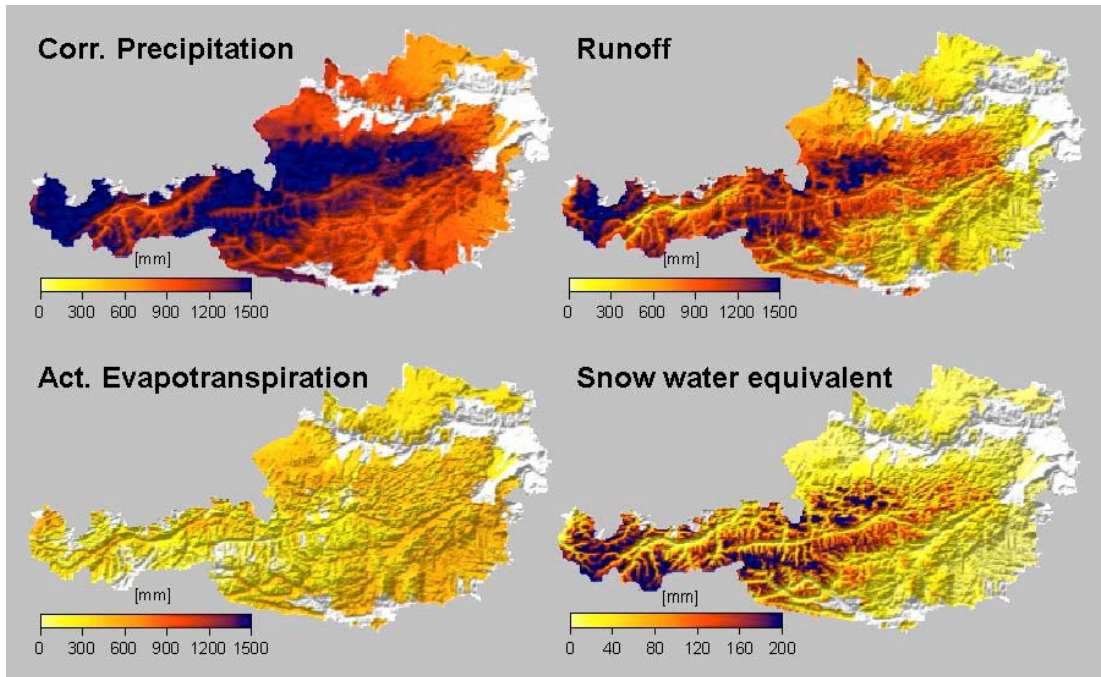 Corr. Precipitation
Runoff
[mm]
0 300 600 900 1200 1500
[mm]
0 300 600 900 1200 1500
Act. Evapotranspiration
Snow water equivalent
[mm]
0 300 600 900 1200 1500
[mm]
0 40 80 120 160 200